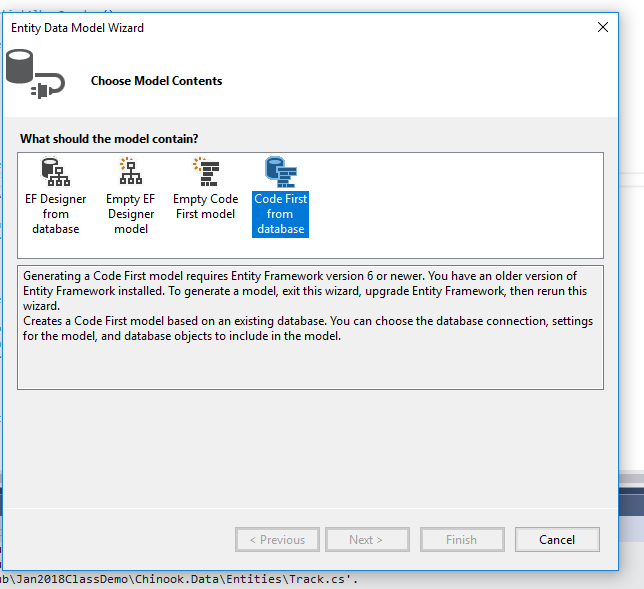 Entity Data Model Wizard
Choose Model Contents
What should the model contain?
EF Designer
from
database
Empty EF
Designer
model
Empty Code
First model
Code First
from
database
Generating a Code First model requires Entity Framework version 6 or newer. You have an older version of
Entity Framework installed. To generate a model, exit this wizard, upgrade Entity Framework, then rerun this
wizard.
Creates a Code First model based on an existing database. You can choose the database connection, settings
for the model, and database objects to include in the model.
< Previous
Next >
Finish
Cancel
b\Jan2018ClassDemo\Chinook.Data\Entities\Track.cs'.